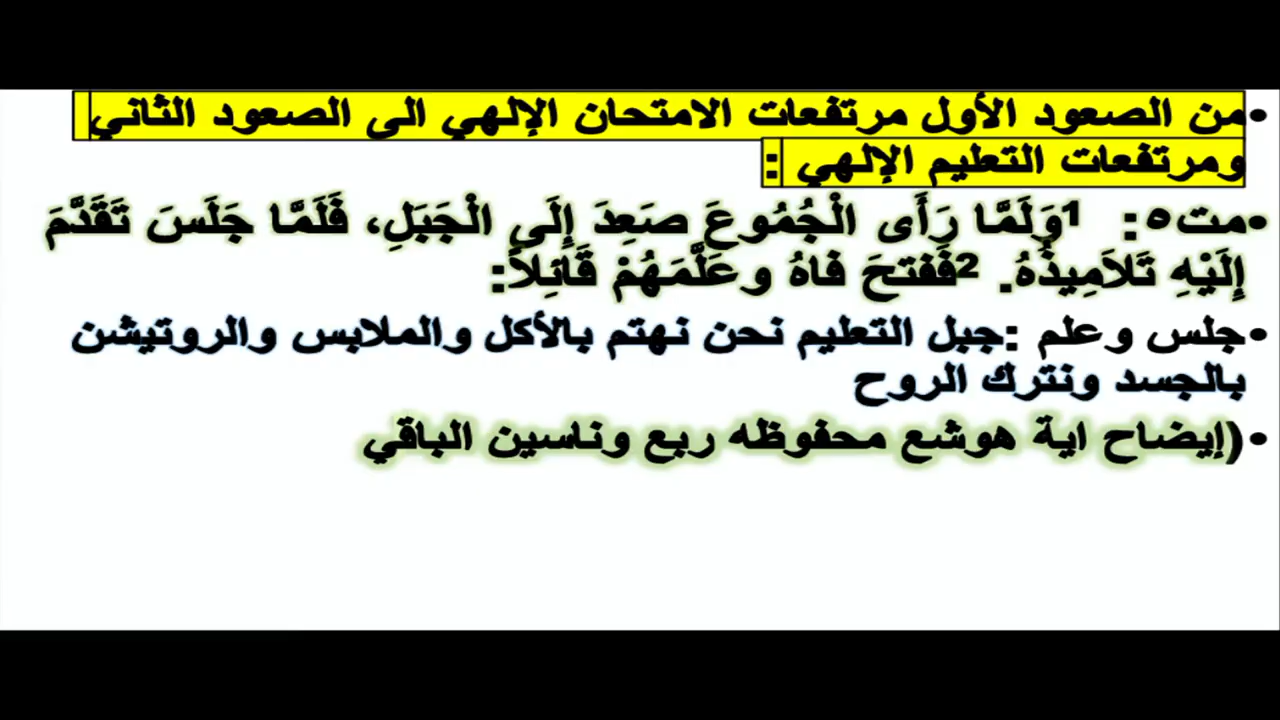 •من الصعود الأول مرتفعات الامتحان الإلهي الى الصعود الثاني
ومرتفعات التعليم الإلهي :
•مت٥: 1وَلَمَّا رَأَى الْجُمُوعَ صَعِدَ إِلَى الْجَبَلِ، فَلَمَّا جَلَسَ تَقَدَّمَ
إِلَيْهِ تَلاَمِيذُهُ. 2فَفتحَ فاهُ وعَلَّمَهُمْ قَائِلاً:
•جلس وعلم :جبل التعليم نحن نهتم بالأكل والملابس والروتيشن
بالجسد ونترك الروح
•(إيضاح اية هوشع محفوظه ربع وناسين الباقي